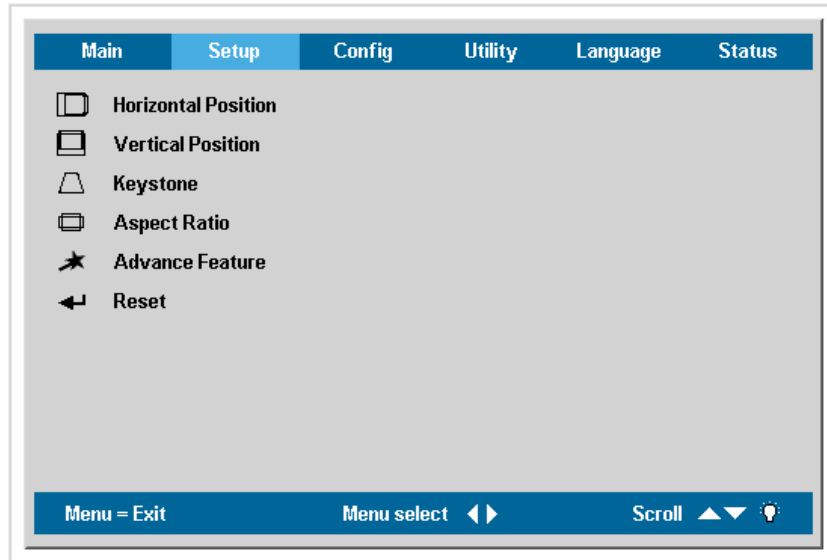 Main Setup Config Utility Language Status
Horizontal Position
Vertical Position
Keystone
Aspect Ratio
Advance Feature
Reset
Menu = Exit Menu select Scroll